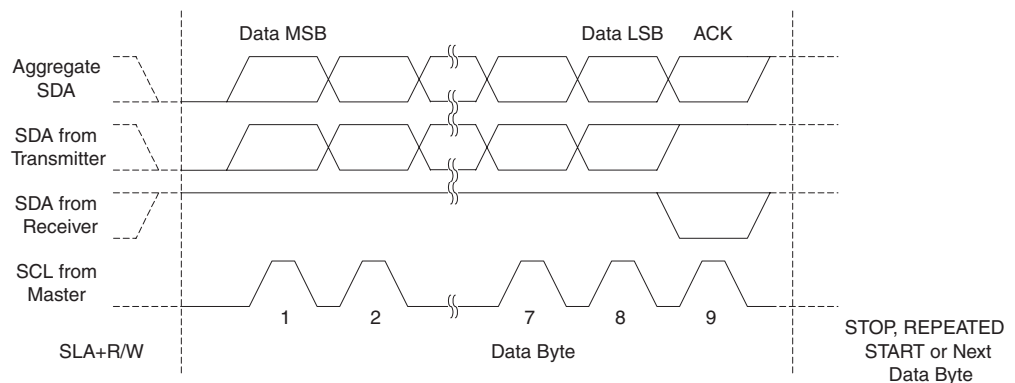 Data MSB
Data LSB
ACK
Aggregate
SDA
SDA from
Transmitter
SDA from
Receiver
SCL from
Master
1
2
7
8
9
SLA+R/W
Data Byte
STOP, REPEATED
START or Next
Data Byte